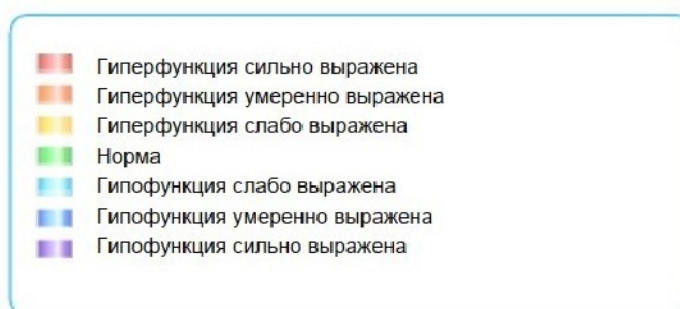 Гиперфункция сильно выражена
Гиперфункция умеренно выражена
Гиперфункция слабо выражена
Норма
Гипофункция слабо выражена
Гипофункция умеренно выражена
Гипофункция сильно выражена